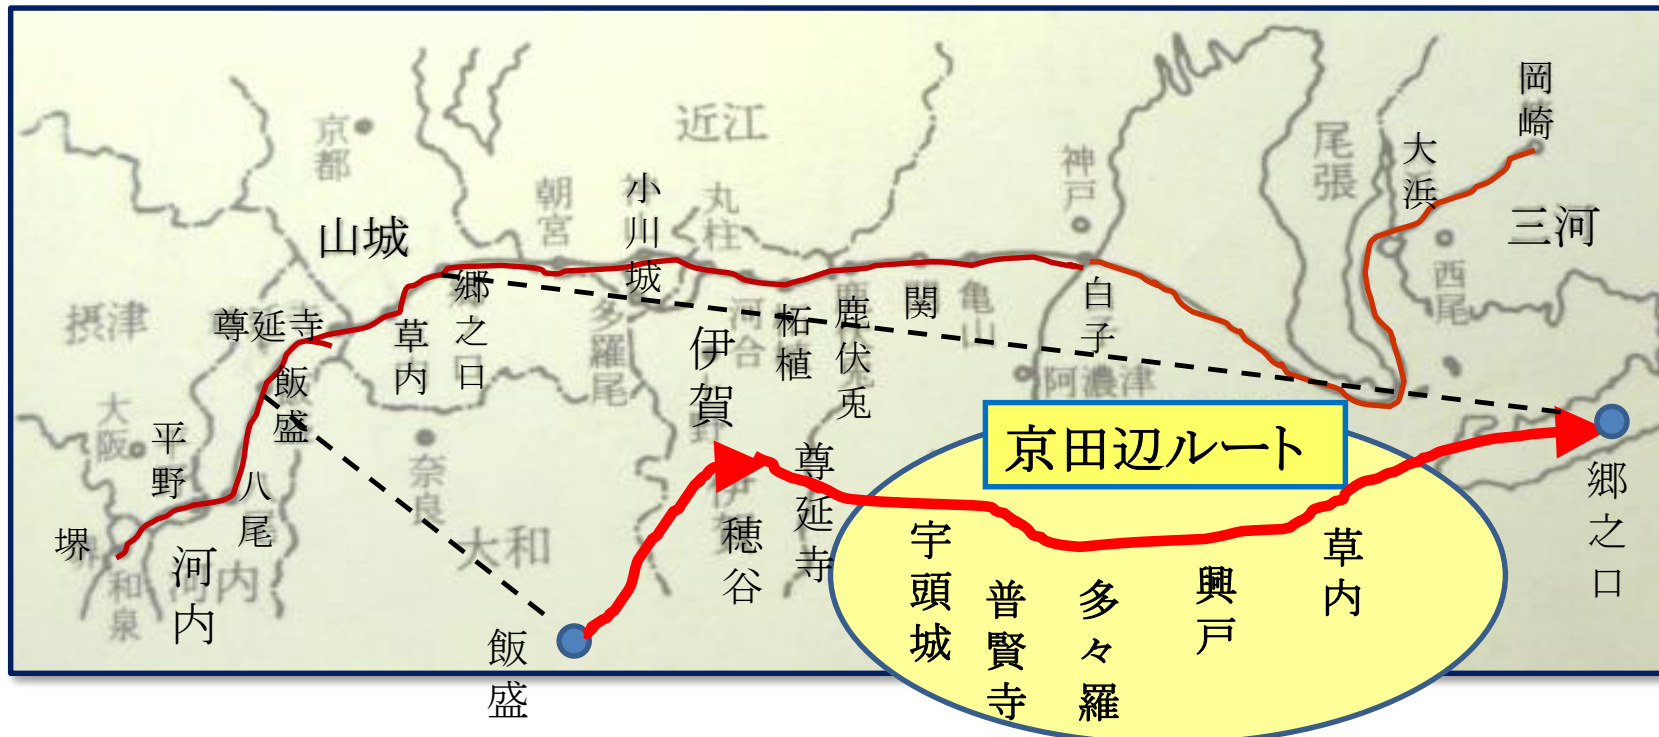 岡崎
近江
京都
神戸
尾張
大浜
朝宮
小川城
丸柱
山城
三河
西尾
郷之口
白子
関
亀山
鹿伏兎
柘植
河合
多羅尾
伊賀
摂津
尊延寺
草内
飯盛
阿濃津
大阪
平野
奈良
八尾
堺
和泉
河内
河内
大和
京田辺ルート
飯盛
穂谷
尊延寺
宇頭城
普賢寺
多々羅
興戸
草内
郷之口